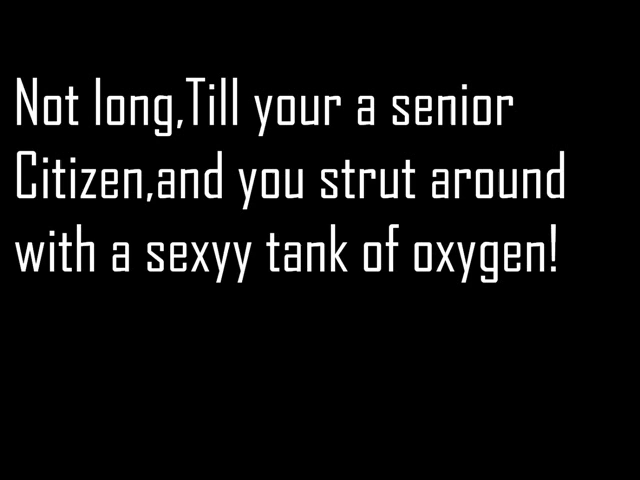 Not long,Till your a senior
Citizen,and you strut around
with a sexyy tank of oxygen!